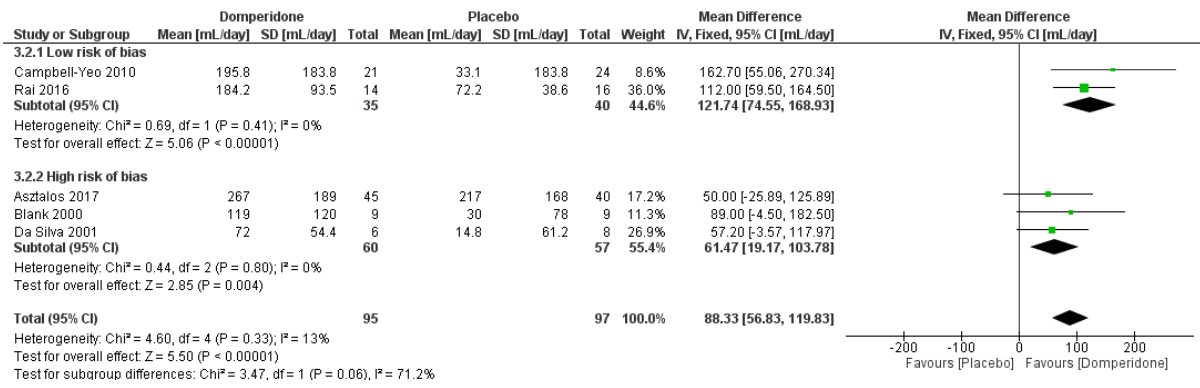 Domperidone Placebo Mean Difference Mean Difference
Study or Subgroup Mean [mL/day] SD [mL/day] Total Mean [mL/day] SD [mL/day] Total Weight IV, Fixed, 95% CI [mL/day] IV, Fixed, 95% CI [mL/day]
3.2.1 Low risk of bias
Campbell-Yeo 2010 195.8 183.8 21 33.1 183.8 24 8.6% 162.70 [55.06, 270.34]
Rai 2016 184.2 93.5 14 72.2 38.6 16 36.0% 112.00 [59.50, 164.50]
Subtotal (95% CI) 35 40 44.6% 121.74 [74.55, 168.93]
Heterogeneity: Chi² = 0.69, df = 1 (P = 0.41); I² = 0%
Test for overall effect: Z = 5.06 (P < 0.00001)
3.2.2 High risk of bias
Asztalos 2017 267 189 45 217 168 40 17.2% 50.00 [-25.89, 125.89]
Blank 2000 119 120 9 30 78 9 11.3% 89.00 [-4.50, 182.50]
Da Silva 2001 72 54.4 6 14.8 61.2 8 26.9% 57.20 [-3.57, 117.97]
Subtotal (95% CI) 60 57 55.4% 61.47 [19.17, 103.78]
Heterogeneity: Chi² = 0.44, df = 2 (P = 0.80); I² = 0%
Test for overall effect: Z = 2.85 (P = 0.004)
Total (95% CI) 95 97 100.0% 88.33 [56.83, 119.83]
Heterogeneity: Chi² = 4.60, df = 4 (P = 0.33); I² = 13%
Test for overall effect: Z = 5.50 (P < 0.00001)
Test for subgroup differences: Chi² = 3.47, df = 1 (P = 0.06), I² = 71.2%
-200 -100 0 100 200
Favours [Placebo] Favours [Domperidone]